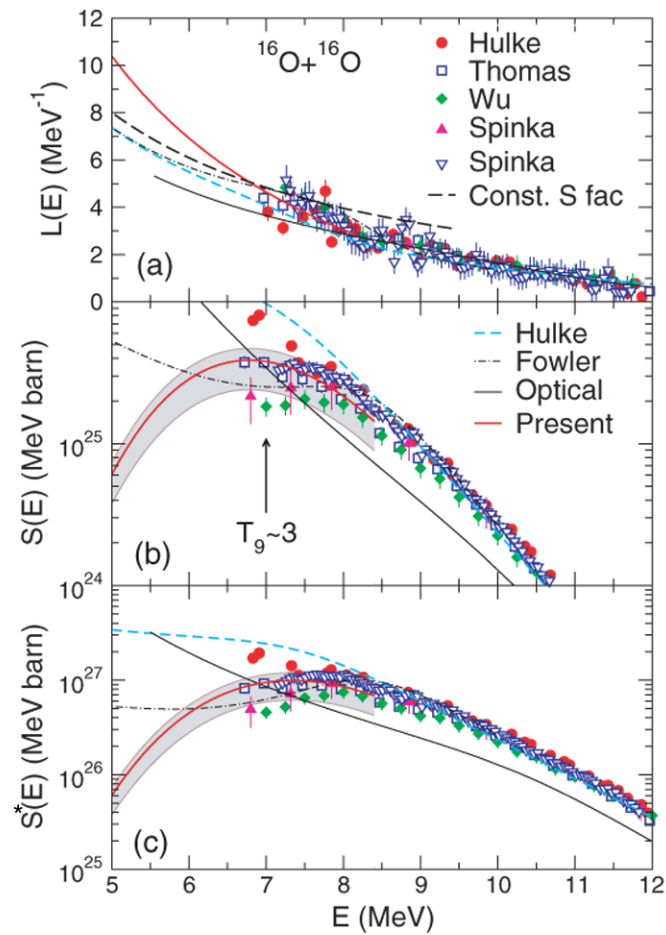 12
10
8
6
4
2
0
L(E) (MeV⁻¹)
¹⁶O+¹⁶O
Hulke
Thomas
Wu
Spinka
Spinka
Const. S fac
(a)
10²⁵
10²⁴
S(E) (MeV barn)
Hulke
Fowler
Optical
Present
T₉~3
(b)
10²⁷
10²⁶
10²⁵
S*(E) (MeV barn)
(c)
5 6 7 8 9 10 11 12
E (MeV)